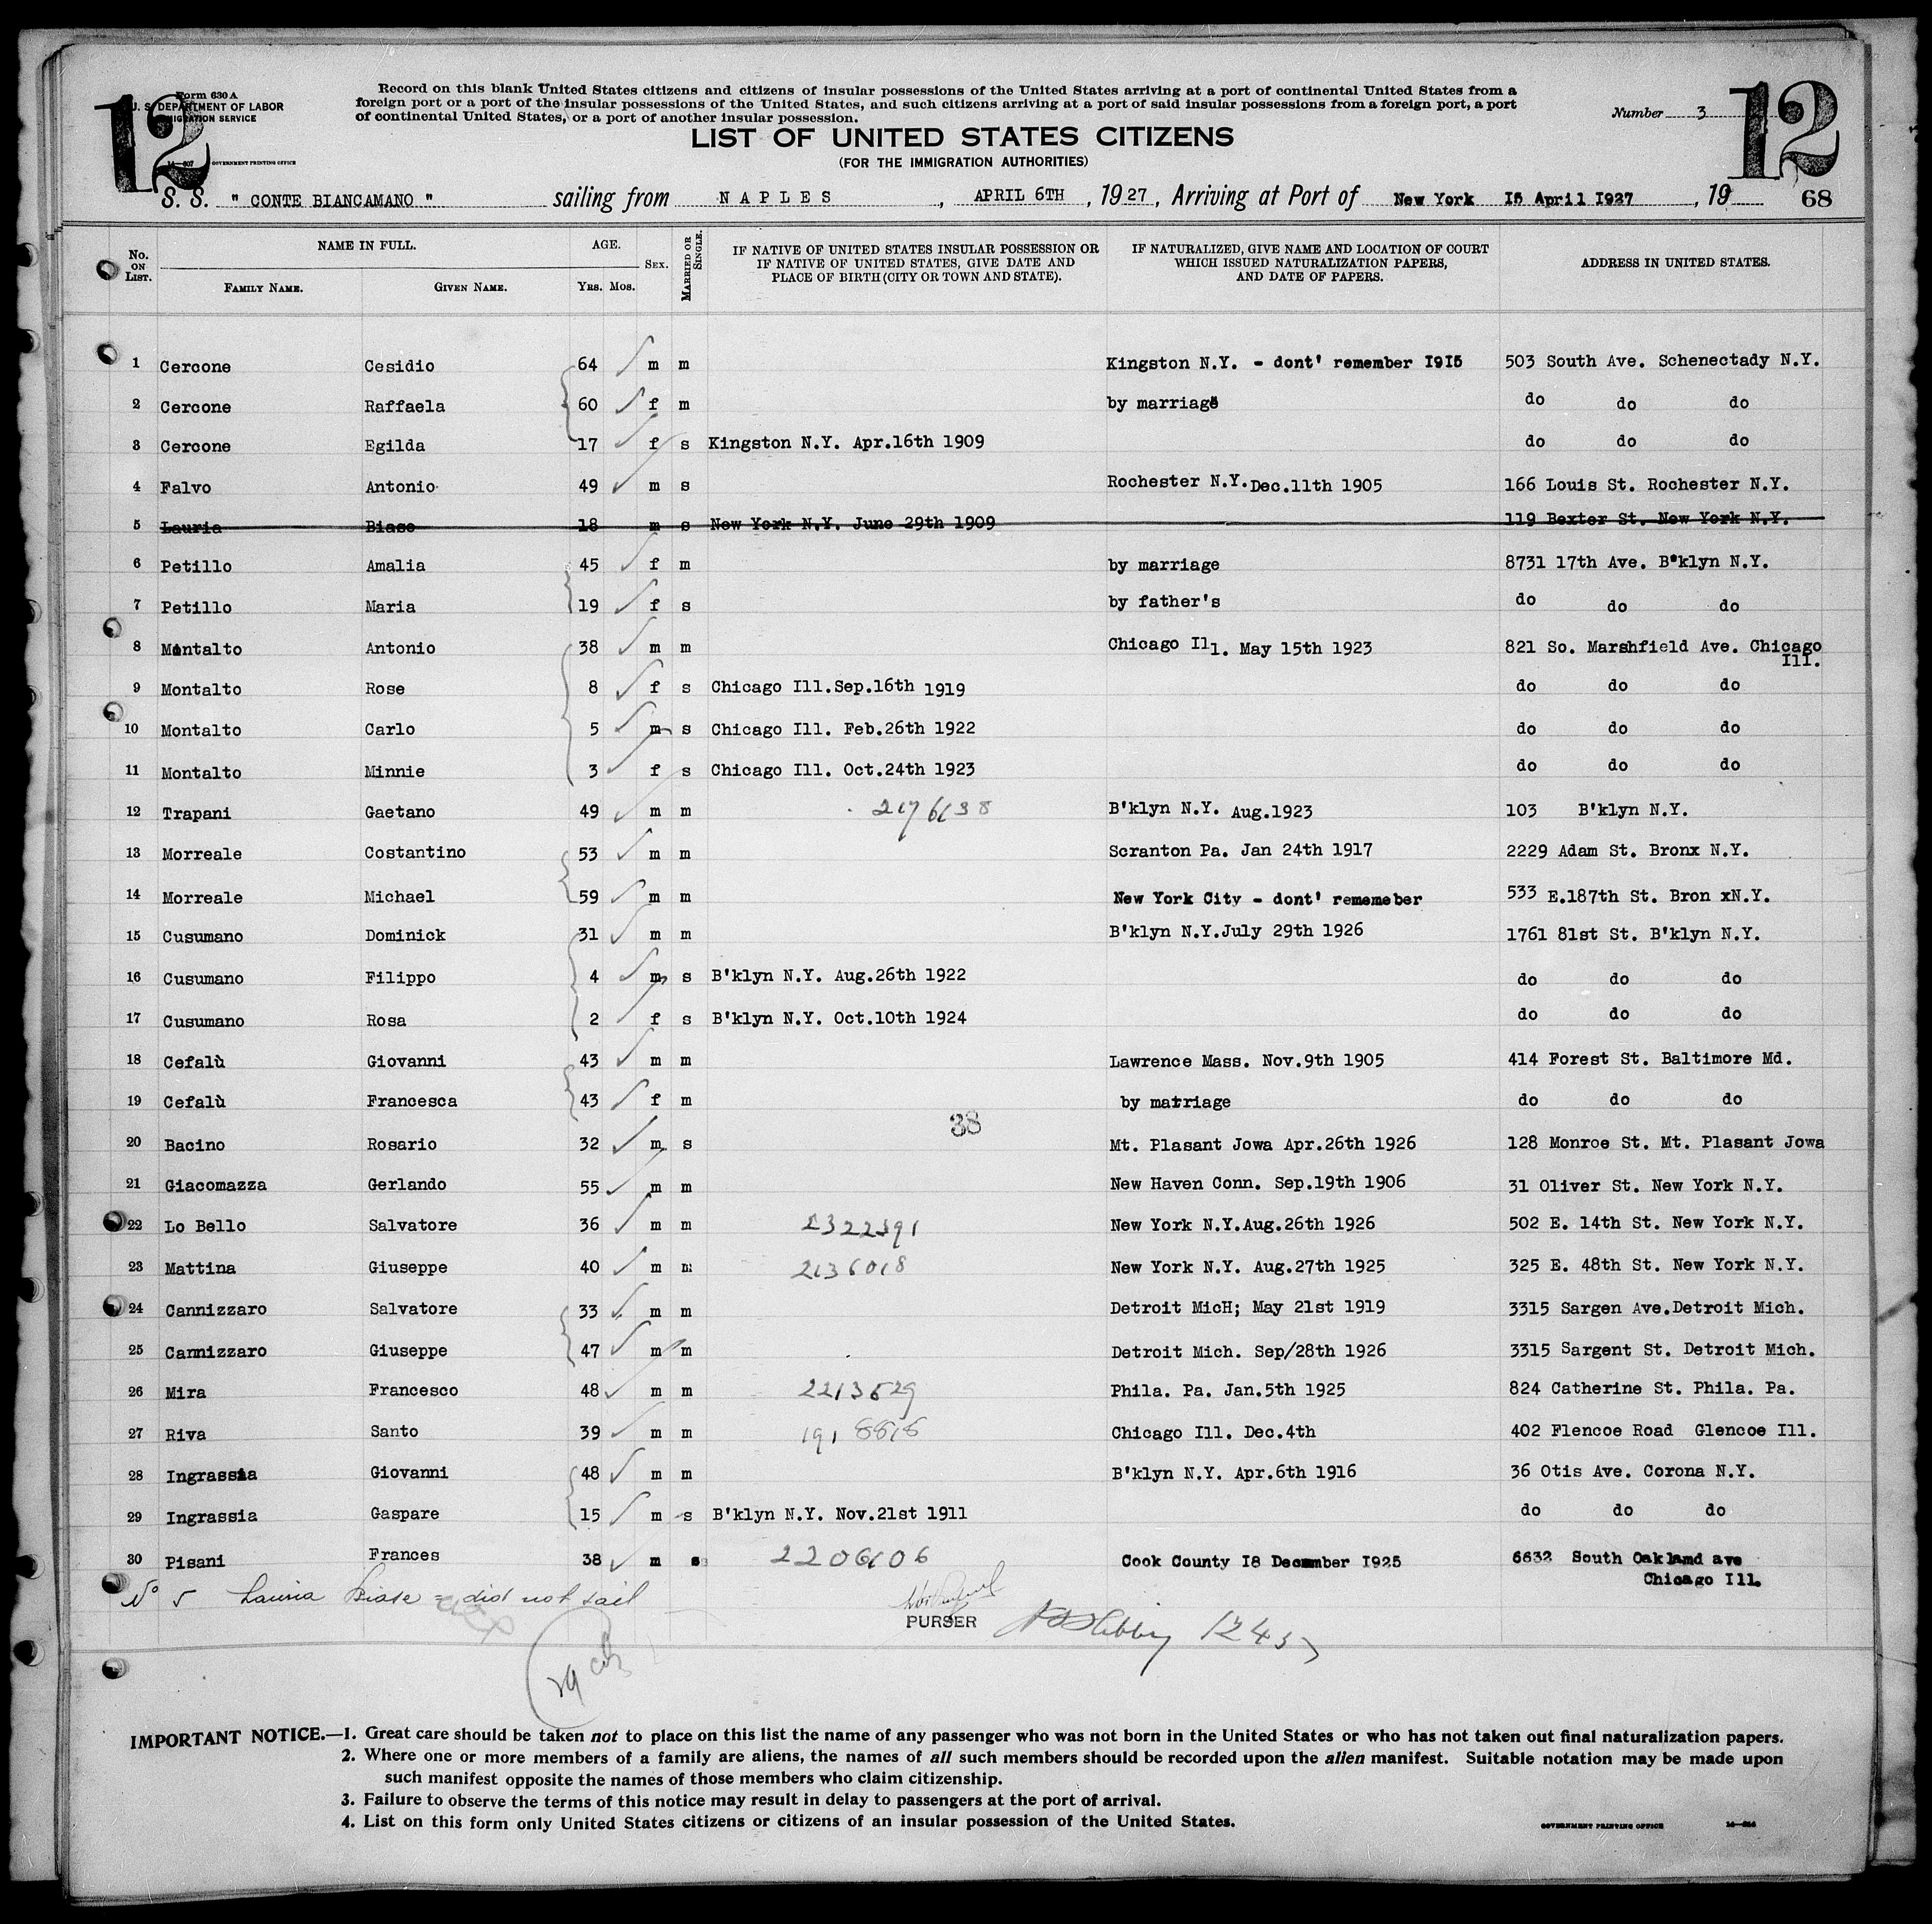 12
Form 630 A
U. S. DEPARTMENT OF LABOR
IMMIGRATION SERVICE
GOVERNMENT PRINTING OFFICE
Record on this blank United States citizens and citizens of insular possessions of the United States arriving at a port of continental United States from a
foreign port or a port of the insular possessions of the United States, and such citizens arriving at a port of said insular possessions from a foreign port, a port
of continental United States, or a port of another insular possession.
Number 3
12
LIST OF UNITED STATES CITIZENS
(FOR THE IMMIGRATION AUTHORITIES)
S. S. " CONTE BIANCAMANO " sailing from NAPLES, APRIL 6TH, 1927, Arriving at Port of New York 15 April 1927, 19 68
No. ON LIST. NAME IN FULL. FAMILY NAME. GIVEN NAME. AGE. YRS. MOS. SEX. MARRIED OR SINGLE. IF NATIVE OF UNITED STATES INSULAR POSSESSION OR IF NATIVE OF UNITED STATES, GIVE DATE AND PLACE OF BIRTH (CITY OR TOWN AND STATE). IF NATURALIZED, GIVE NAME AND LOCATION OF COURT WHICH ISSUED NATURALIZATION PAPERS, AND DATE OF PAPERS. ADDRESS IN UNITED STATES.
1 Cercone Cesidio 64 m m Kingston N.Y. - dont' remember 1915 503 South Ave. Schenectady N.Y.
2 Cercone Raffaela 60 f m by marriage do do do
3 Cercone Egilda 17 f s Kingston N.Y. Apr.16th 1909 do do do
4 Falvo Antonio 49 m s Rochester N.Y. Dec.11th 1905 166 Louis St. Rochester N.Y.
5 Lauria Biase 18 m s New York N.Y. June 29th 1909 119 Bexter St. New York N.Y.
6 Petillo Amalia 45 f m by marriage 8731 17th Ave. B'klyn N.Y.
7 Petillo Maria 19 f s by father's do do do
8 Montalto Antonio 38 m m Chicago Ill. May 15th 1923 821 So. Marshfield Ave. Chicago Ill.
9 Montalto Rose 8 f s Chicago Ill.Sep.16th 1919 do do do
10 Montalto Carlo 5 m s Chicago Ill. Feb.26th 1922 do do do
11 Montalto Minnie 3 f s Chicago Ill. Oct.24th 1923 do do do
12 Trapani Gaetano 49 m m 2176138 B'klyn N.Y. Aug.1923 103 B'klyn N.Y.
13 Morreale Costantino 53 m m Scranton Pa. Jan 24th 1917 2229 Adam St. Bronx N.Y.
14 Morreale Michael 59 m m New York City - dont' rememeber 533 E.187th St. Bron xN.Y.
15 Cusumano Dominick 31 m m B'klyn N.Y.July 29th 1926 1761 81st St. B'klyn N.Y.
16 Cusumano Filippo 4 m s B'klyn N.Y. Aug.26th 1922 do do do
17 Cusumano Rosa 2 f s B'klyn N.Y. Oct.10th 1924 do do do
18 Cefalù Giovanni 43 m m Lawrence Mass. Nov.9th 1905 414 Forest St. Baltimore Md.
19 Cefalù Francesca 43 f m by marriage do do do
38
20 Bacino Rosario 32 m s Mt. Plasant Jowa Apr.26th 1926 128 Monroe St. Mt. Plasant Jowa
21 Giacomazza Gerlando 55 m m New Haven Conn. Sep.19th 1906 31 Oliver St. New York N.Y.
22 Lo Bello Salvatore 36 m m 2322391 New York N.Y.Aug.26th 1926 502 E. 14th St. New York N.Y.
23 Mattina Giuseppe 40 m m 2136018 New York N.Y. Aug.27th 1925 325 E. 48th St. New York N.Y.
24 Cannizzaro Salvatore 33 m m Detroit MicH; May 21st 1919 3315 Sargen Ave.Detroit Mich.
25 Cannizzaro Giuseppe 47 m m Detroit Mich. Sep/28th 1926 3315 Sargent St. Detroit Mich.
26 Mira Francesco 48 m m 2213629 Phila. Pa. Jan.5th 1925 824 Catherine St. Phila. Pa.
27 Riva Santo 39 m m Chicago Ill. Dec.4th 402 Flencoe Road Glencoe Ill.
28 Ingrassia Giovanni 48 m m B'klyn N.Y. Apr.6th 1916 36 Otis Ave. Corona N.Y.
29 Ingrassia Gaspare 15 m s B'klyn N.Y. Nov.21st 1911 do do do
30 Pisani Frances 38 m s 2206106 Cook County 18 December 1925 6632 South Oakland ave
Chicago Ill.
No 5 Lauria Biase = did not sail
PURSER
29 cit
IMPORTANT NOTICE.—1. Great care should be taken not to place on this list the name of any passenger who was not born in the United States or who has not taken out final naturalization papers.
2. Where one or more members of a family are aliens, the names of all such members should be recorded upon the alien manifest. Suitable notation may be made upon
such manifest opposite the names of those members who claim citizenship.
3. Failure to observe the terms of this notice may result in delay to passengers at the port of arrival.
4. List on this form only United States citizens or citizens of an insular possession of the United States.
GOVERNMENT PRINTING OFFICE